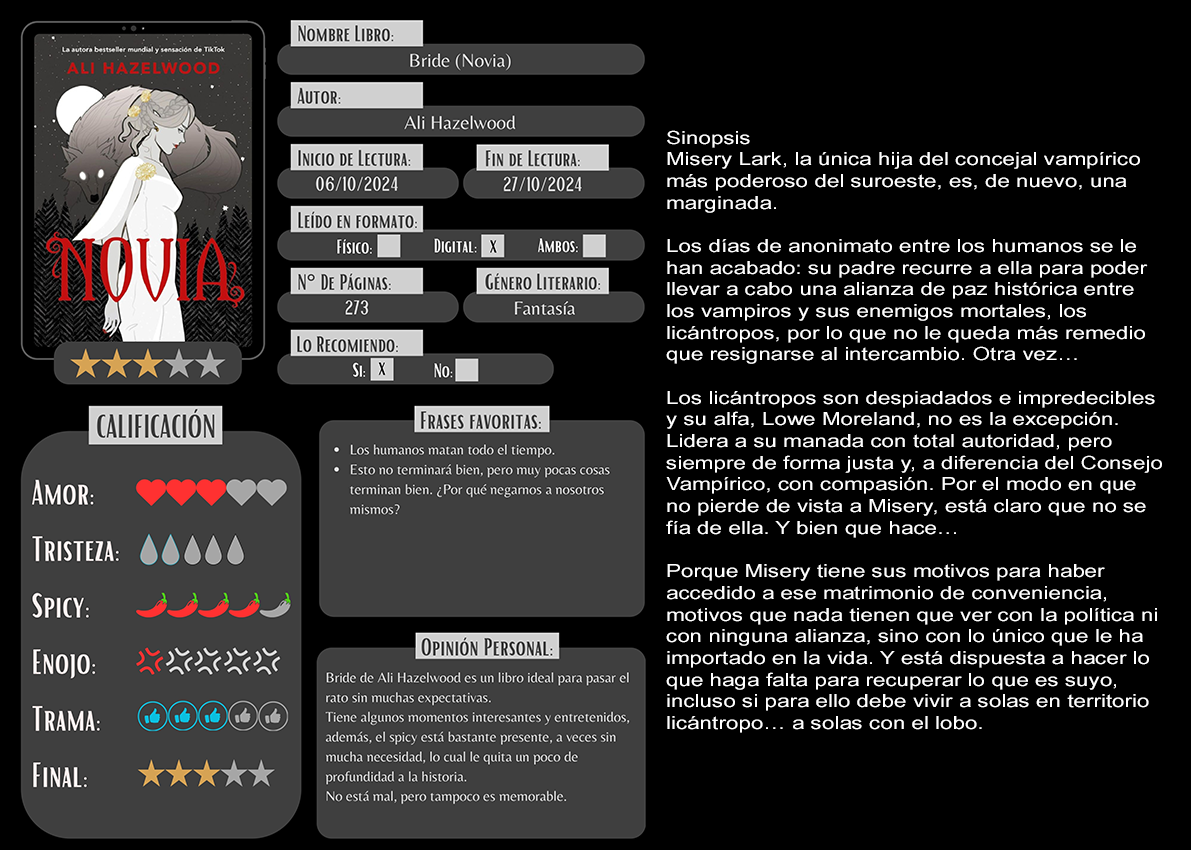 La autora bestseller mundial y sensación de TikTok
ALI HAZELWOOD
NOVIA
Nombre Libro:
Bride (Novia)
Autor:
Ali Hazelwood
Inicio de Lectura:
06/10/2024
Fin de Lectura:
27/10/2024
Leído en formato:
Físico:
Digital: X
Ambos:
N° De Páginas:
273
Género Literario:
Fantasía
Lo Recomiendo:
Si: X
No:
CALIFICACIÓN
Amor:
Tristeza:
Spicy:
Enojo:
Trama:
Final:
Frases favoritas:
• Los humanos matan todo el tiempo.
• Esto no terminará bien, pero muy pocas cosas
terminan bien. ¿Por qué negarnos a nosotros
mismos?
Opinión Personal:
Bride de Ali Hazelwood es un libro ideal para pasar el
rato sin muchas expectativas.
Tiene algunos momentos interesantes y entretenidos,
además, el spicy está bastante presente, a veces sin
mucha necesidad, lo cual le quita un poco de
profundidad a la historia.
No está mal, pero tampoco es memorable.
Sinopsis
Misery Lark, la única hija del concejal vampírico
más poderoso del suroeste, es, de nuevo, una
marginada.
Los días de anonimato entre los humanos se le
han acabado: su padre recurre a ella para poder
llevar a cabo una alianza de paz histórica entre
los vampiros y sus enemigos mortales, los
licántropos, por lo que no le queda más remedio
que resignarse al intercambio. Otra vez…
Los licántropos son despiadados e impredecibles
y su alfa, Lowe Moreland, no es la excepción.
Lidera a su manada con total autoridad, pero
siempre de forma justa y, a diferencia del Consejo
Vampírico, con compasión. Por el modo en que
no pierde de vista a Misery, está claro que no se
fía de ella. Y bien que hace…
Porque Misery tiene sus motivos para haber
accedido a ese matrimonio de conveniencia,
motivos que nada tienen que ver con la política ni
con ninguna alianza, sino con lo único que le ha
importado en la vida. Y está dispuesta a hacer lo
que haga falta para recuperar lo que es suyo,
incluso si para ello debe vivir a solas en territorio
licántropo… a solas con el lobo.